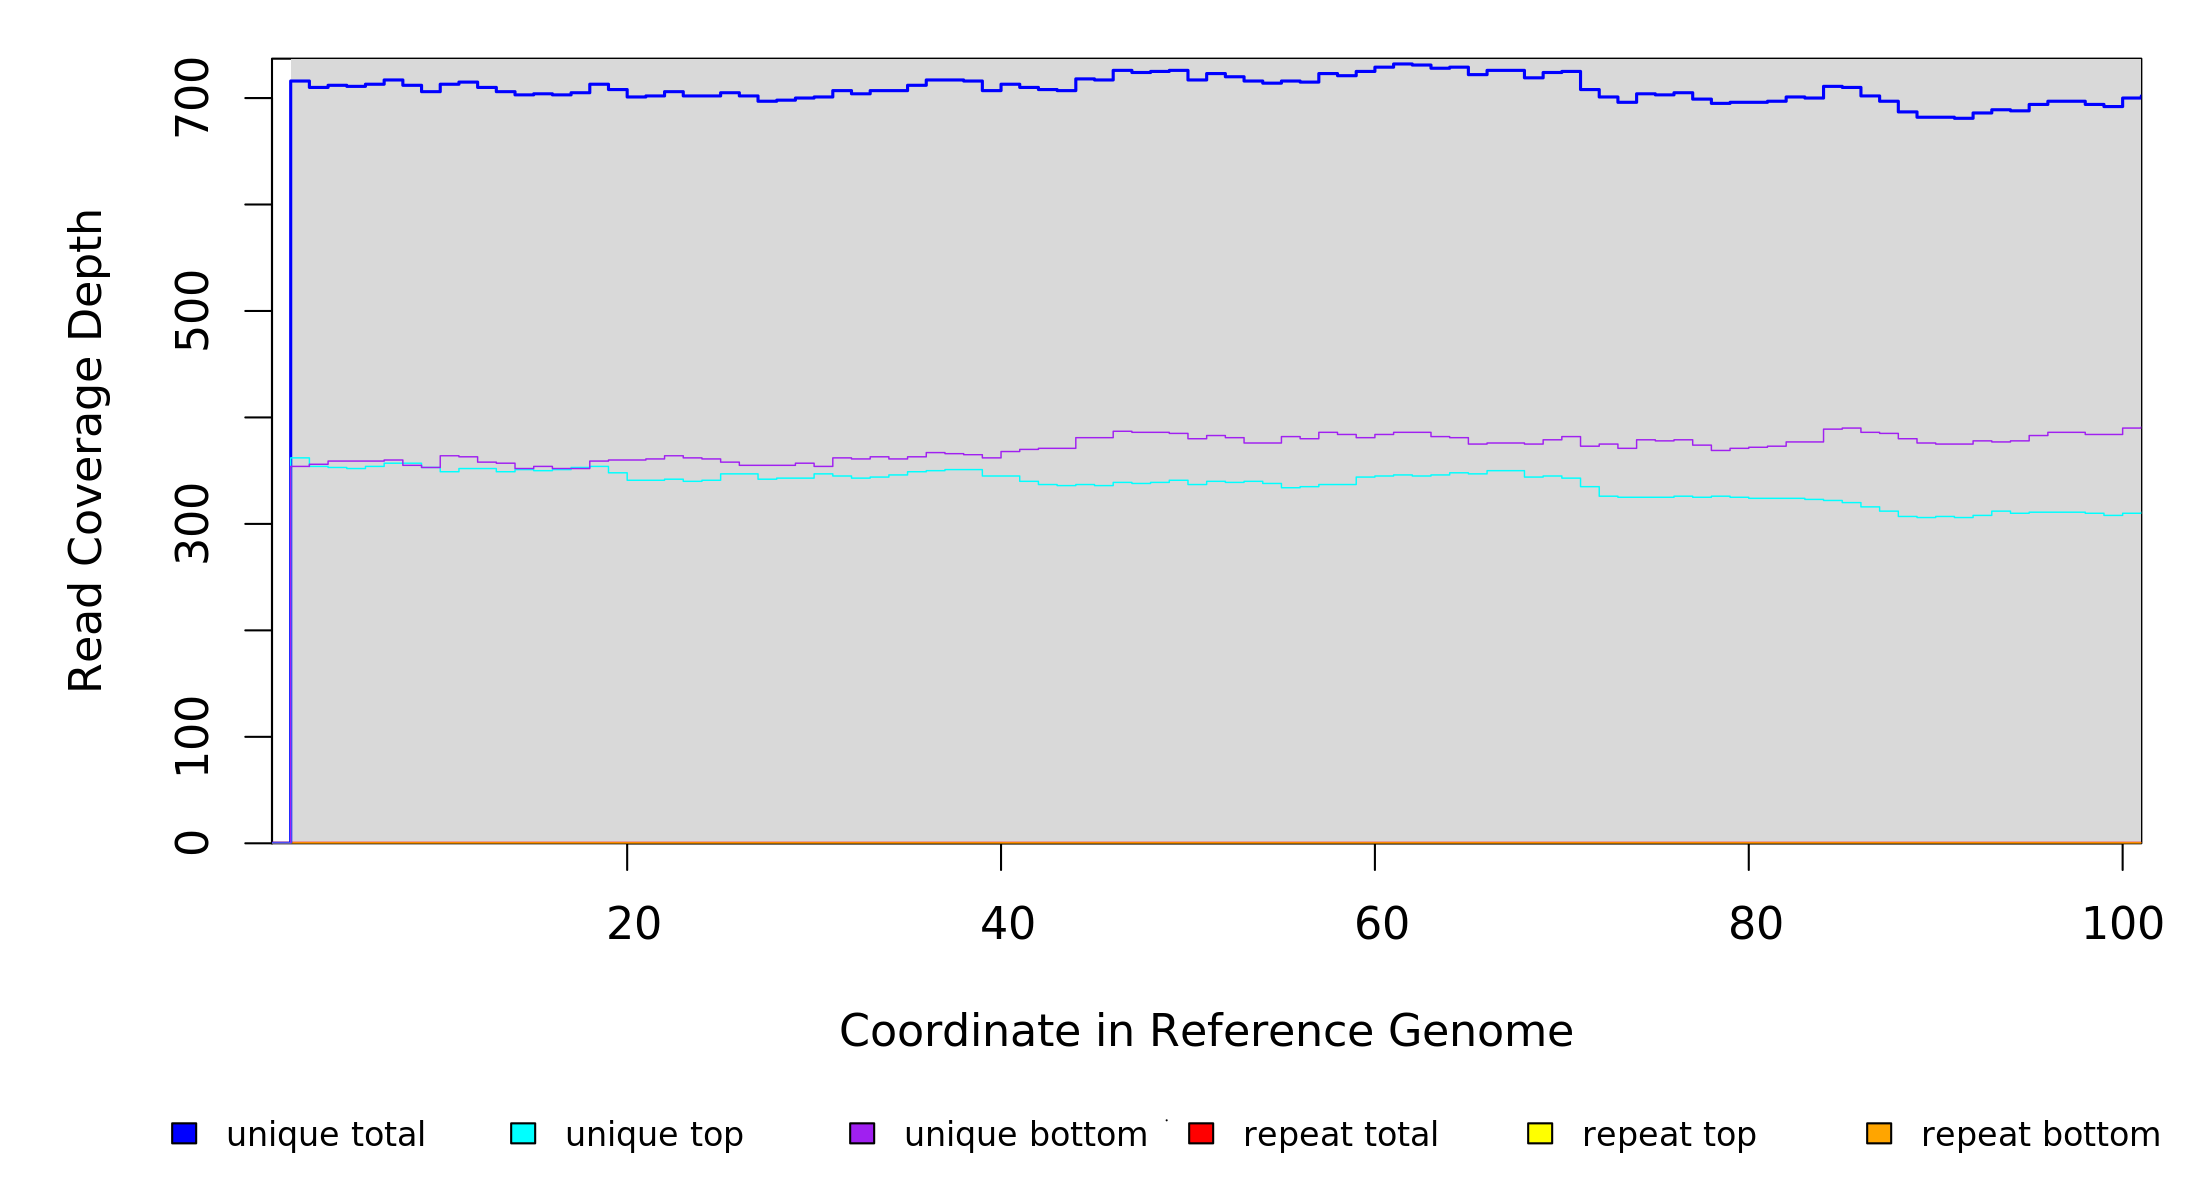 Read Coverage Depth
700
500
300
100
0
20 40 60 80 100
Coordinate in Reference Genome
unique total unique top unique bottom repeat total repeat top repeat bottom